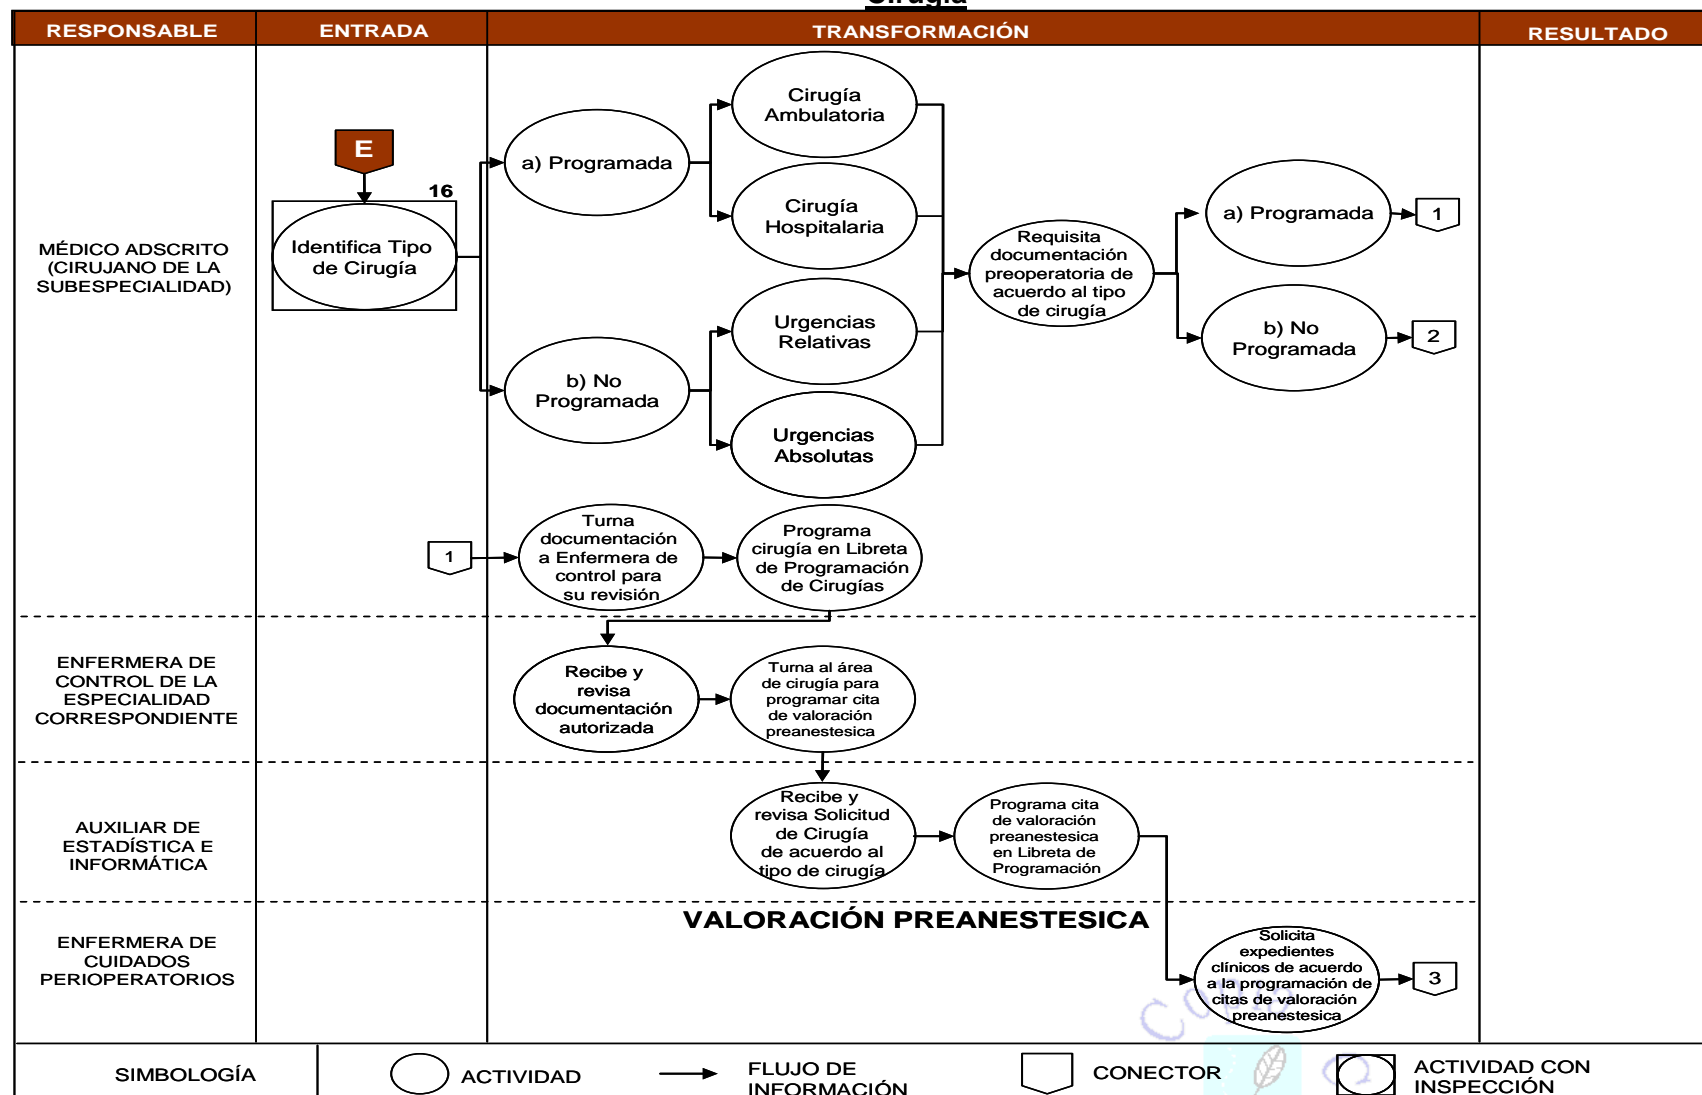 Cirugía
RESPONSABLE
ENTRADA
TRANSFORMACIÓN
RESULTADO
MÉDICO ADSCRITO
(CIRUJANO DE LA
SUBESPECIALIDAD)
E
16
Identifica Tipo
de Cirugía
a) Programada
b) No
Programada
Cirugía
Ambulatoria
Cirugía
Hospitalaria
Urgencias
Relativas
Urgencias
Absolutas
Requisita
documentación
preoperatoria de
acuerdo al tipo
de cirugía
a) Programada
1
b) No
Programada
2
1
Turna
documentación
a Enfermera de
control para
su revisión
Programa
cirugía en Libreta
de Programación
de Cirugías
ENFERMERA DE
CONTROL DE LA
ESPECIALIDAD
CORRESPONDIENTE
Recibe y
revisa
documentación
autorizada
Turna al área
de cirugía para
programar cita
de valoración
preanestesica
AUXILIAR DE
ESTADÍSTICA E
INFORMÁTICA
Recibe y
revisa Solicitud
de Cirugía
de acuerdo al
tipo de cirugía
Programa cita
de valoración
preanestesica
en Libreta de
Programación
VALORACIÓN PREANESTESICA
ENFERMERA DE
CUIDADOS
PERIOPERATORIOS
Solicita
expedientes
clínicos de acuerdo
a la programación de
citas de valoración
preanestesica
3
SIMBOLOGÍA
ACTIVIDAD
FLUJO DE
INFORMACIÓN
CONECTOR
ACTIVIDAD CON
INSPECCIÓN